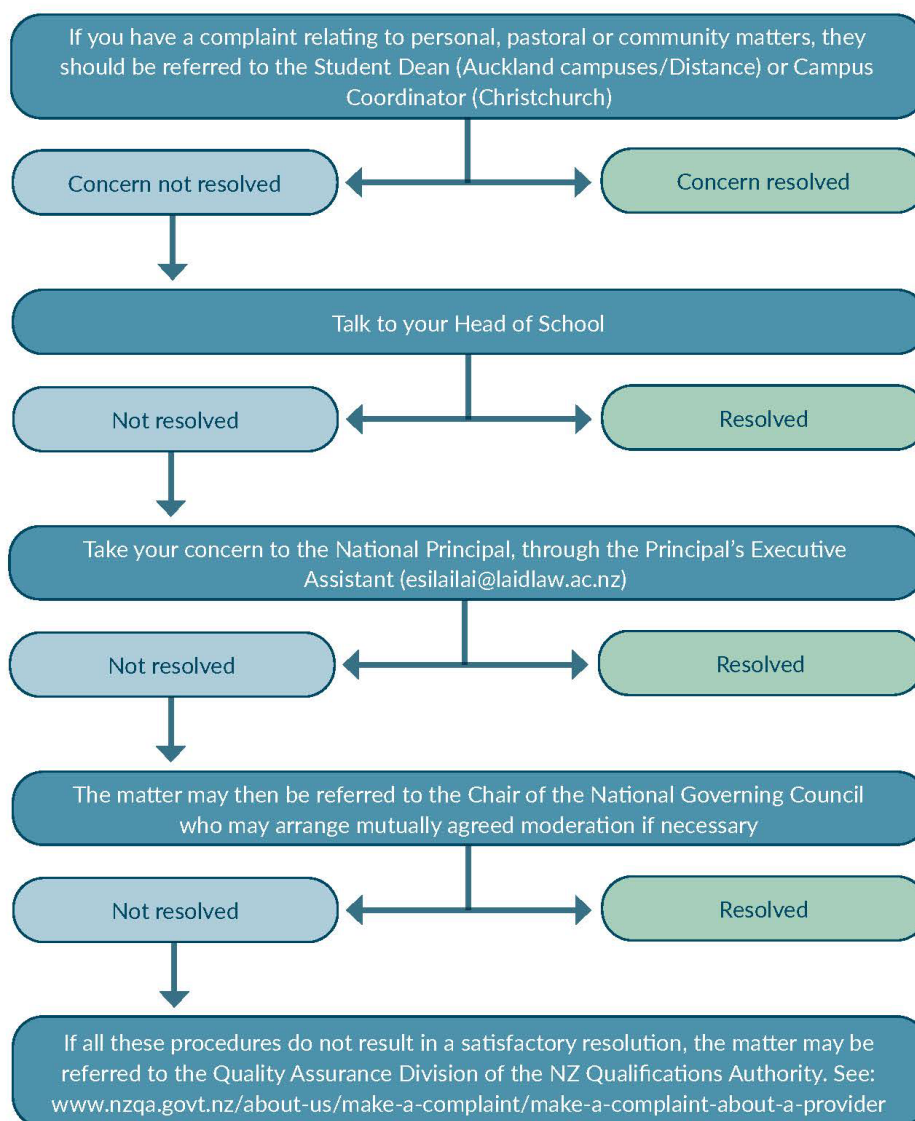 If you have a complaint relating to personal, pastoral or community matters, they
should be referred to the Student Dean (Auckland campuses/Distance) or Campus
Coordinator (Christchurch)
Concern not resolved
Concern resolved
Talk to your Head of School
Not resolved
Resolved
Take your concern to the National Principal, through the Principal's Executive
Assistant (esilailai@laidlaw.ac.nz)
Not resolved
Resolved
The matter may then be referred to the Chair of the National Governing Council
who may arrange mutually agreed moderation if necessary
Not resolved
Resolved
If all these procedures do not result in a satisfactory resolution, the matter may be
referred to the Quality Assurance Division of the NZ Qualifications Authority. See:
www.nzqa.govt.nz/about-us/make-a-complaint/make-a-complaint-about-a-provider